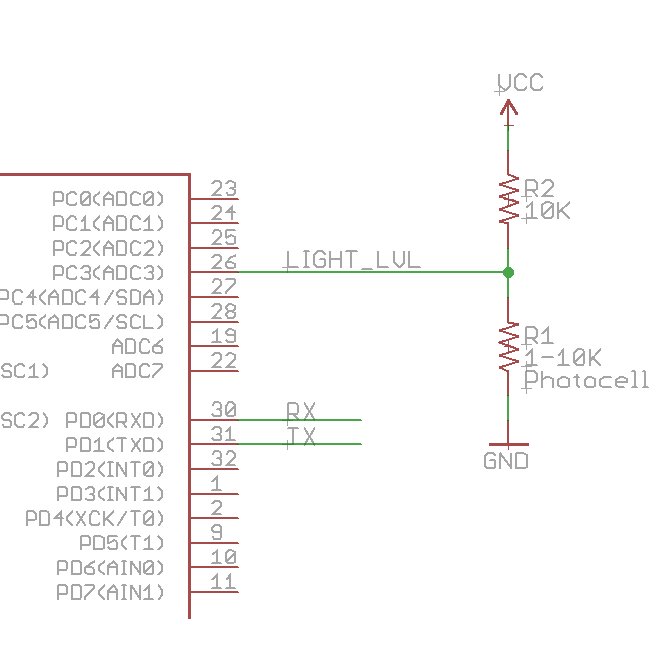 VCC
R2
10K
PC0(ADC0) 23
PC1(ADC1) 24
PC2(ADC2) 25
PC3(ADC3) 26 LIGHT_LVL
PC4(ADC4/SDA) 27
PC5(ADC5/SCL) 28
ADC6 19
SC1) ADC7 22
R1
1-10K
Photocell
SC2) PD0(RXD) 30 RX
PD1(TXD) 31 TX
PD2(INT0) 32
PD3(INT1) 1
PD4(XCK/T0) 2
PD5(T1) 9
PD6(AIN0) 10
PD7(AIN1) 11
GND